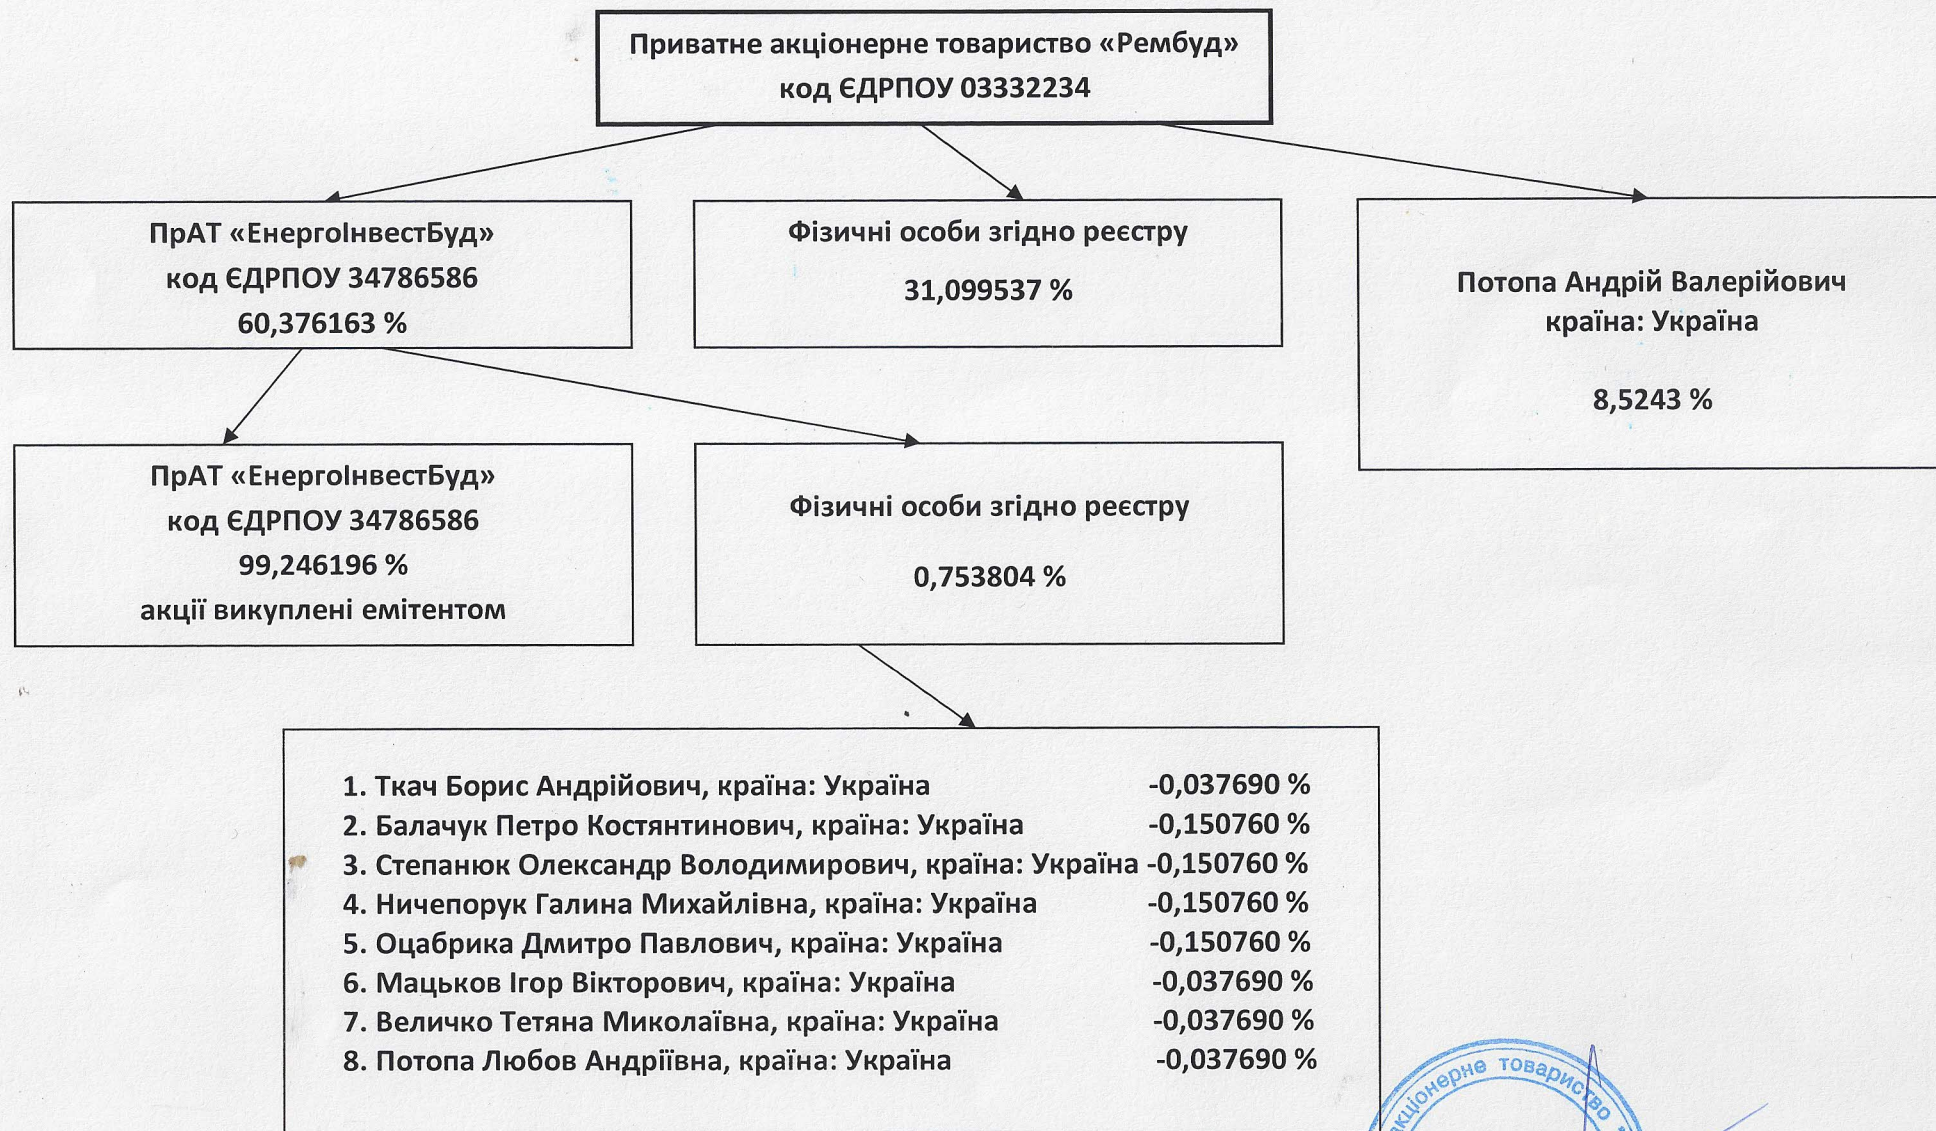 Приватне акціонерне товариство «Рембуд»
код ЄДРПОУ 03332234
ПрАТ «ЕнергоІнвестБуд»
код ЄДРПОУ 34786586
60,376163 %
Фізичні особи згідно реєстру
31,099537 %
Потопа Андрій Валерійович
країна: Україна
8,5243 %
ПрАТ «ЕнергоІнвестБуд»
код ЄДРПОУ 34786586
99,246196 %
акції викуплені емітентом
Фізичні особи згідно реєстру
0,753804 %
1. Ткач Борис Андрійович, країна: Україна -0,037690 %
2. Балачук Петро Костянтинович, країна: Україна -0,150760 %
3. Степанюк Олександр Володимирович, країна: Україна -0,150760 %
4. Ничепорук Галина Михайлівна, країна: Україна -0,150760 %
5. Оцабрика Дмитро Павлович, країна: Україна -0,150760 %
6. Мацьков Ігор Вікторович, країна: Україна -0,037690 %
7. Величко Тетяна Миколаївна, країна: Україна -0,037690 %
8. Потопа Любов Андріївна, країна: Україна -0,037690 %
акціонерне товариство